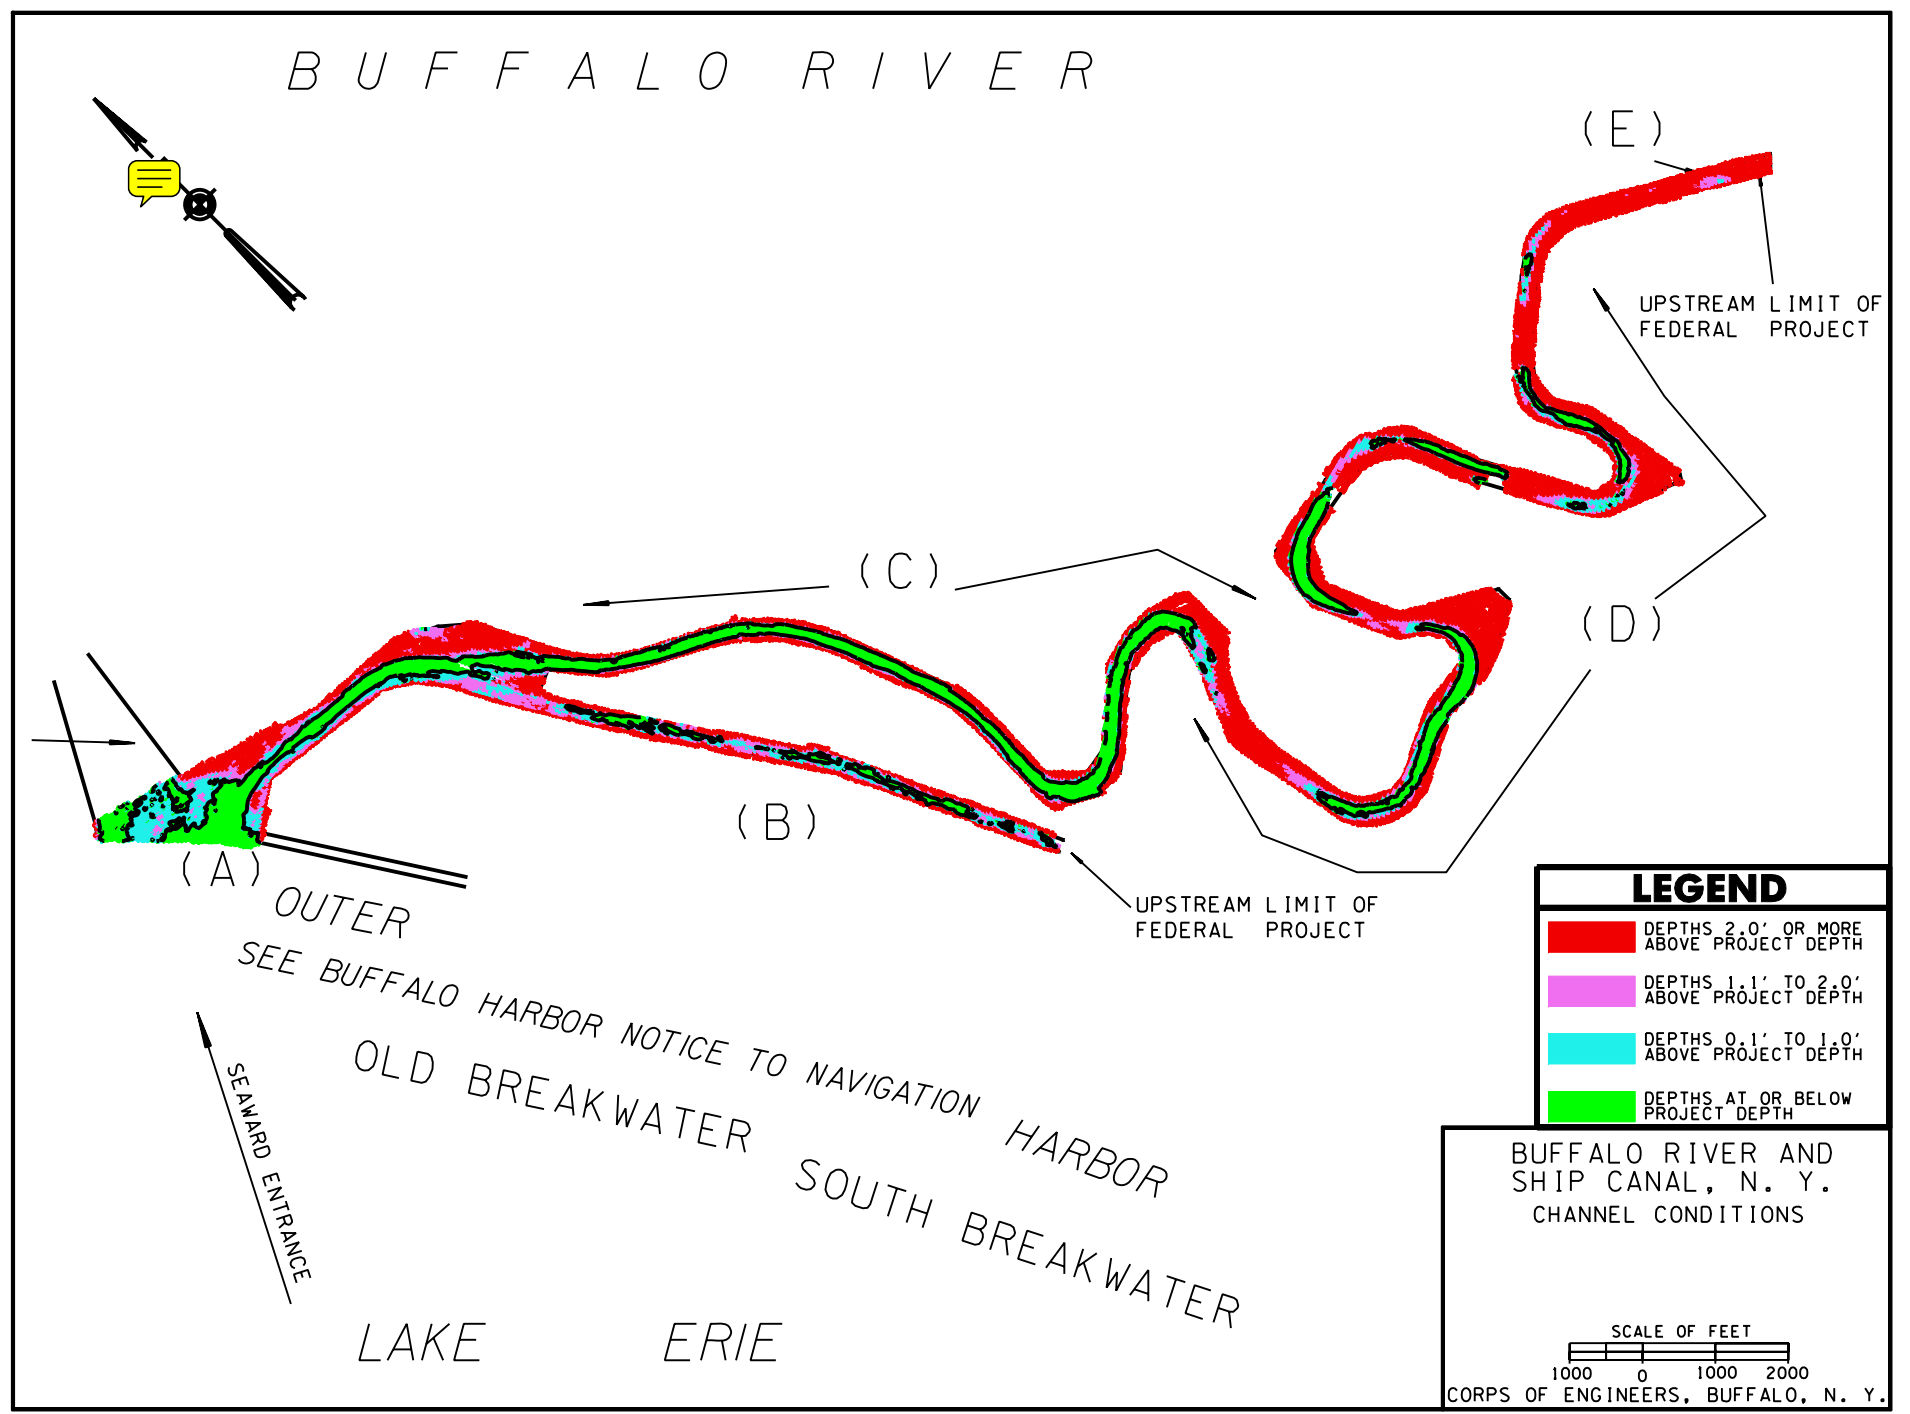 BUFFALO RIVER
(E)
UPSTREAM LIMIT OF
FEDERAL PROJECT
(C)
(D)
(B)
(A)
UPSTREAM LIMIT OF
FEDERAL PROJECT
OUTER
SEE BUFFALO HARBOR NOTICE TO NAVIGATION
HARBOR
OLD BREAKWATER
SOUTH BREAKWATER
SEAWARD ENTRANCE
LAKE ERIE
LEGEND
DEPTHS 2.0' OR MORE
ABOVE PROJECT DEPTH
DEPTHS 1.1' TO 2.0'
ABOVE PROJECT DEPTH
DEPTHS 0.1' TO 1.0'
ABOVE PROJECT DEPTH
DEPTHS AT OR BELOW
PROJECT DEPTH
BUFFALO RIVER AND
SHIP CANAL, N. Y.
CHANNEL CONDITIONS
SCALE OF FEET
1000 0 1000 2000
CORPS OF ENGINEERS, BUFFALO, N. Y.